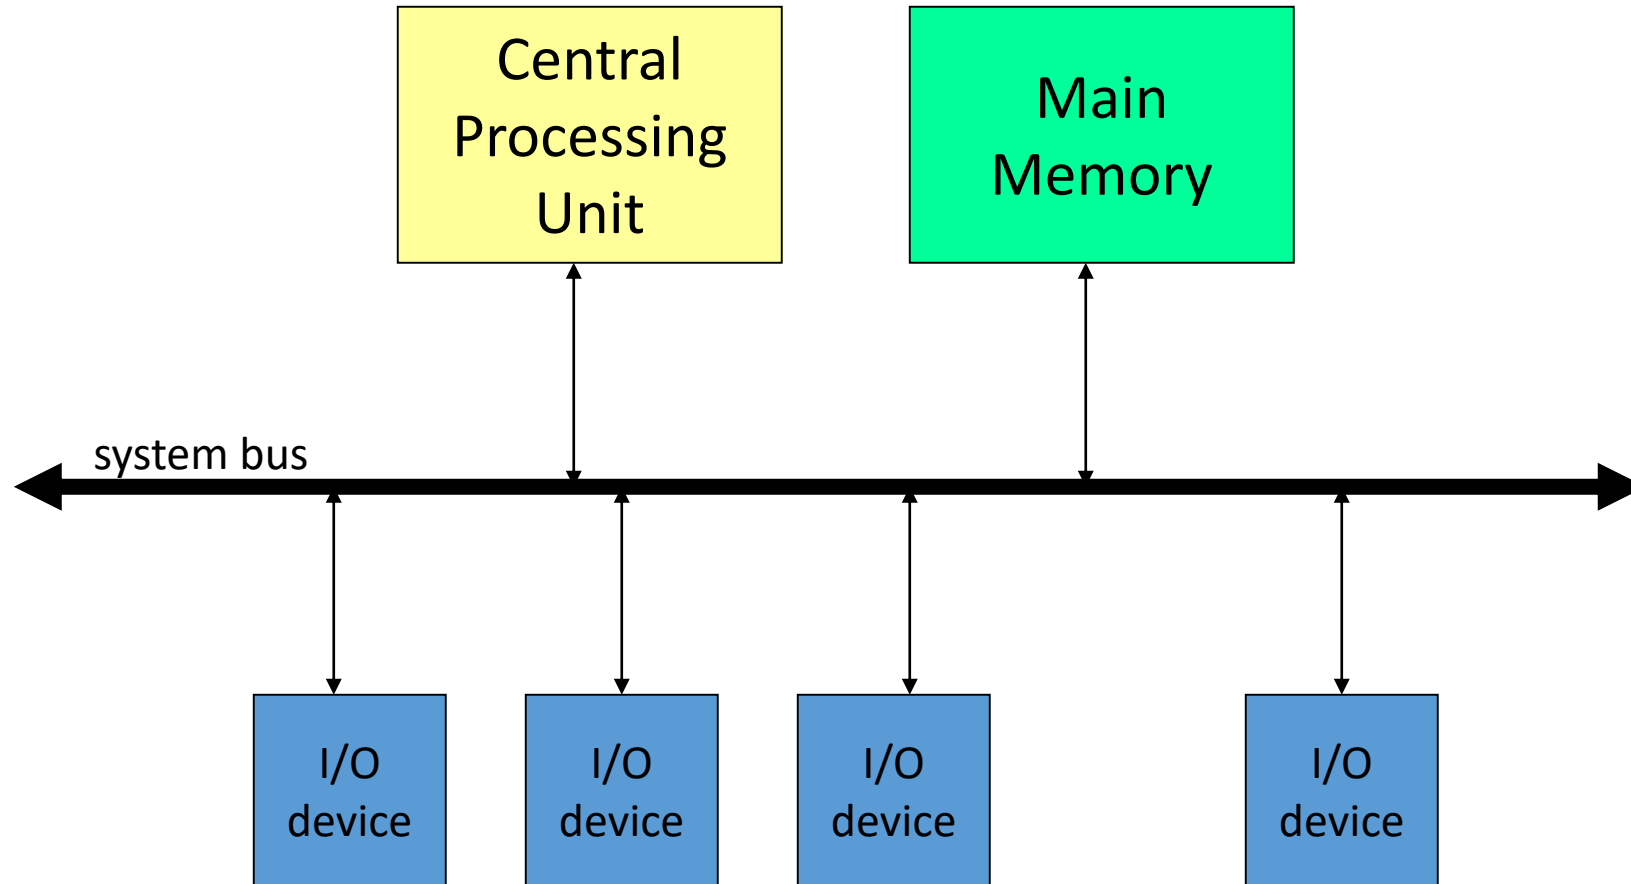 Central
Processing
Unit
Main
Memory
system bus
I/O
device
I/O
device
I/O
device
I/O
device